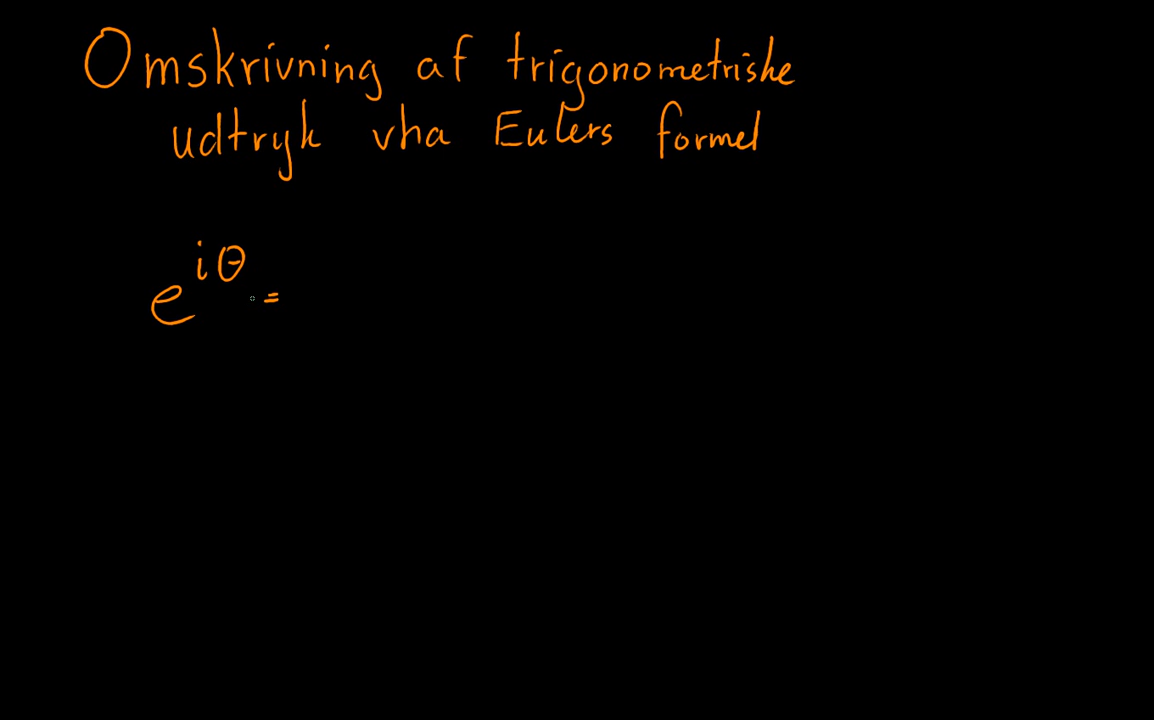 Omskrivning af trigonometriske
udtryk vha Eulers formel
e^{iθ} =